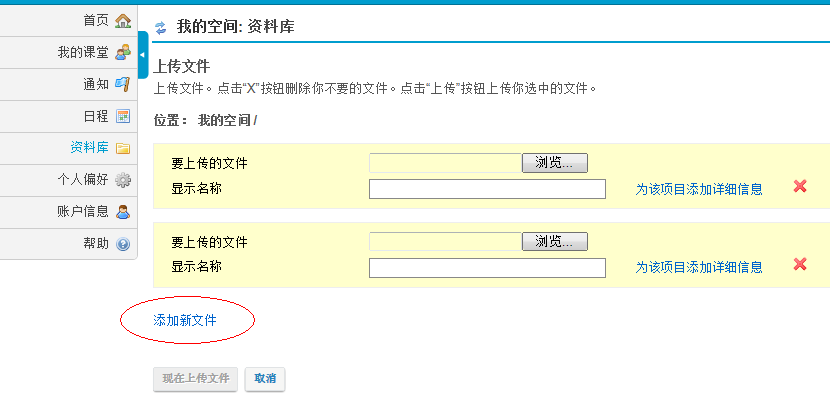 首页
我的课堂
通知
日程
资料库
个人偏好
账户信息
帮助
我的空间: 资料库
上传文件
上传文件。点击“X”按钮删除你不要的文件。点击“上传”按钮上传你选中的文件。
位置： 我的空间 /
要上传的文件 浏览...
显示名称 为该项目添加详细信息
要上传的文件 浏览...
显示名称 为该项目添加详细信息
添加新文件
现在上传文件 取消